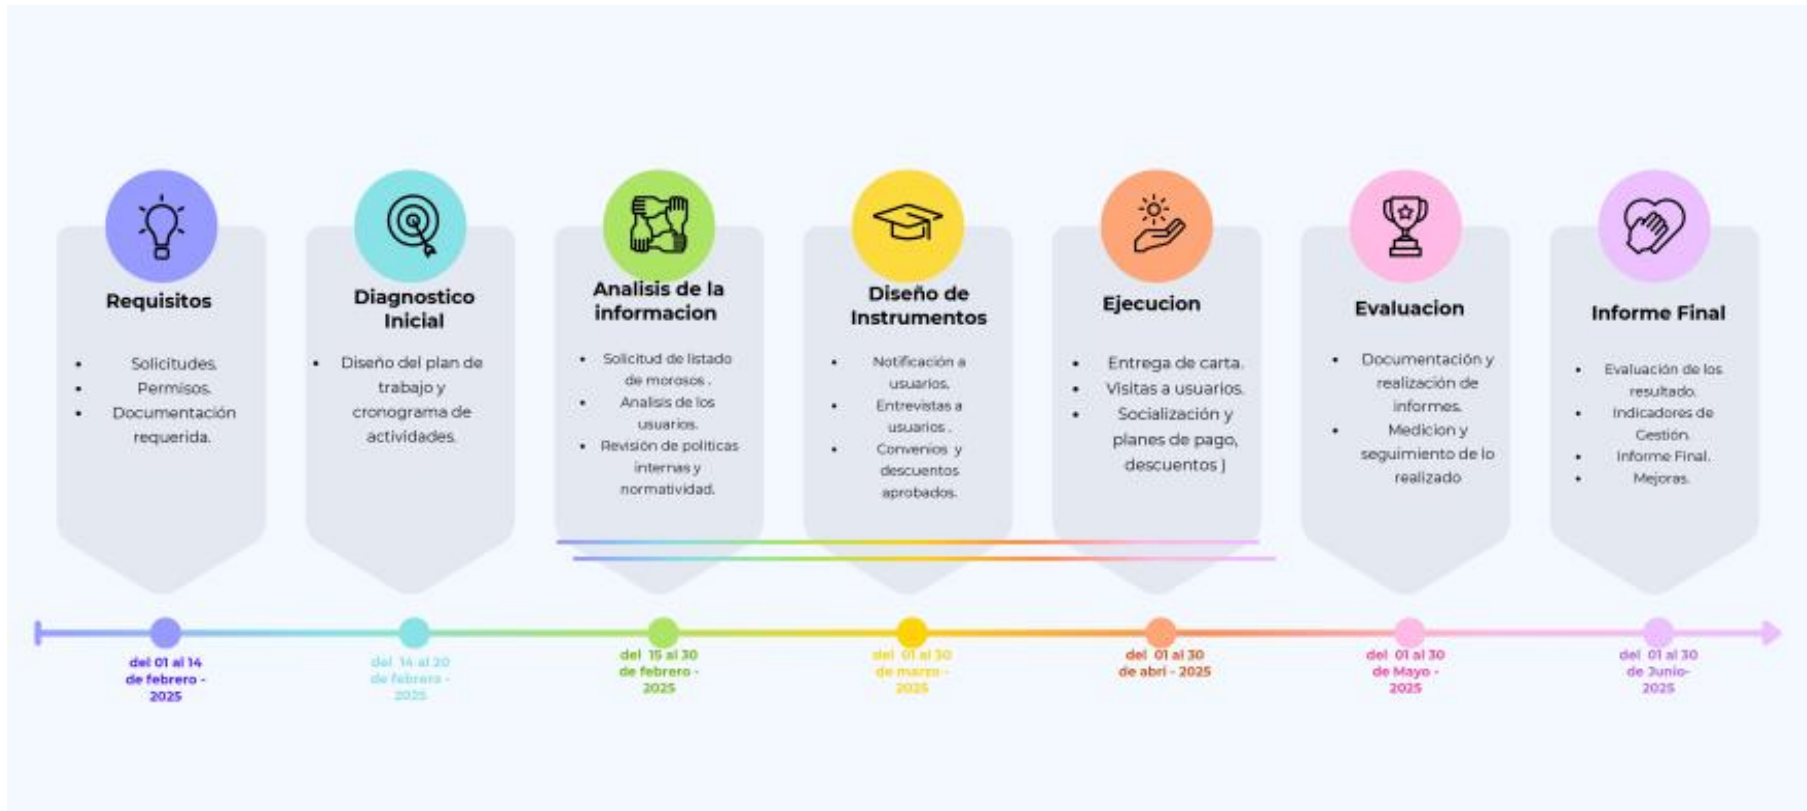 Requisitos
• Solicitudes.
• Permisos.
• Documentación
requerida.
del 01 al 14
de febrero -
2025
Diagnostico
Inicial
• Diseño del plan de
trabajo y
cronograma de
actividades.
del 14 al 20
de febrero -
2025
Analisis de la
informacion
• Solicitud de listado
de morosos .
• Analisis de los
usuarios.
• Revisión de politicas
internas y
normatividad.
del 15 al 30
de febrero -
2025
Diseño de
Instrumentos
• Notificación a
usuarios.
• Entrevistas a
usuarios .
• Convenios y
descuentos
aprobados.
del 01 al 30
de marzo -
2025
Ejecucion
• Entrega de carta.
• Visitas a usuarios.
• Socialización y
planes de pago,
descuentos ]
del 01 al 30
de abri - 2025
Evaluacion
• Documentación y
realización de
informes.
• Medicion y
seguimiento de lo
realizado
del 01 al 30
de Mayo -
2025
Informe Final
• Evaluación de los
resultado.
• Indicadores de
Gestión.
• Informe Final.
• Mejoras.
del 01 al 30
de Junio-
2025